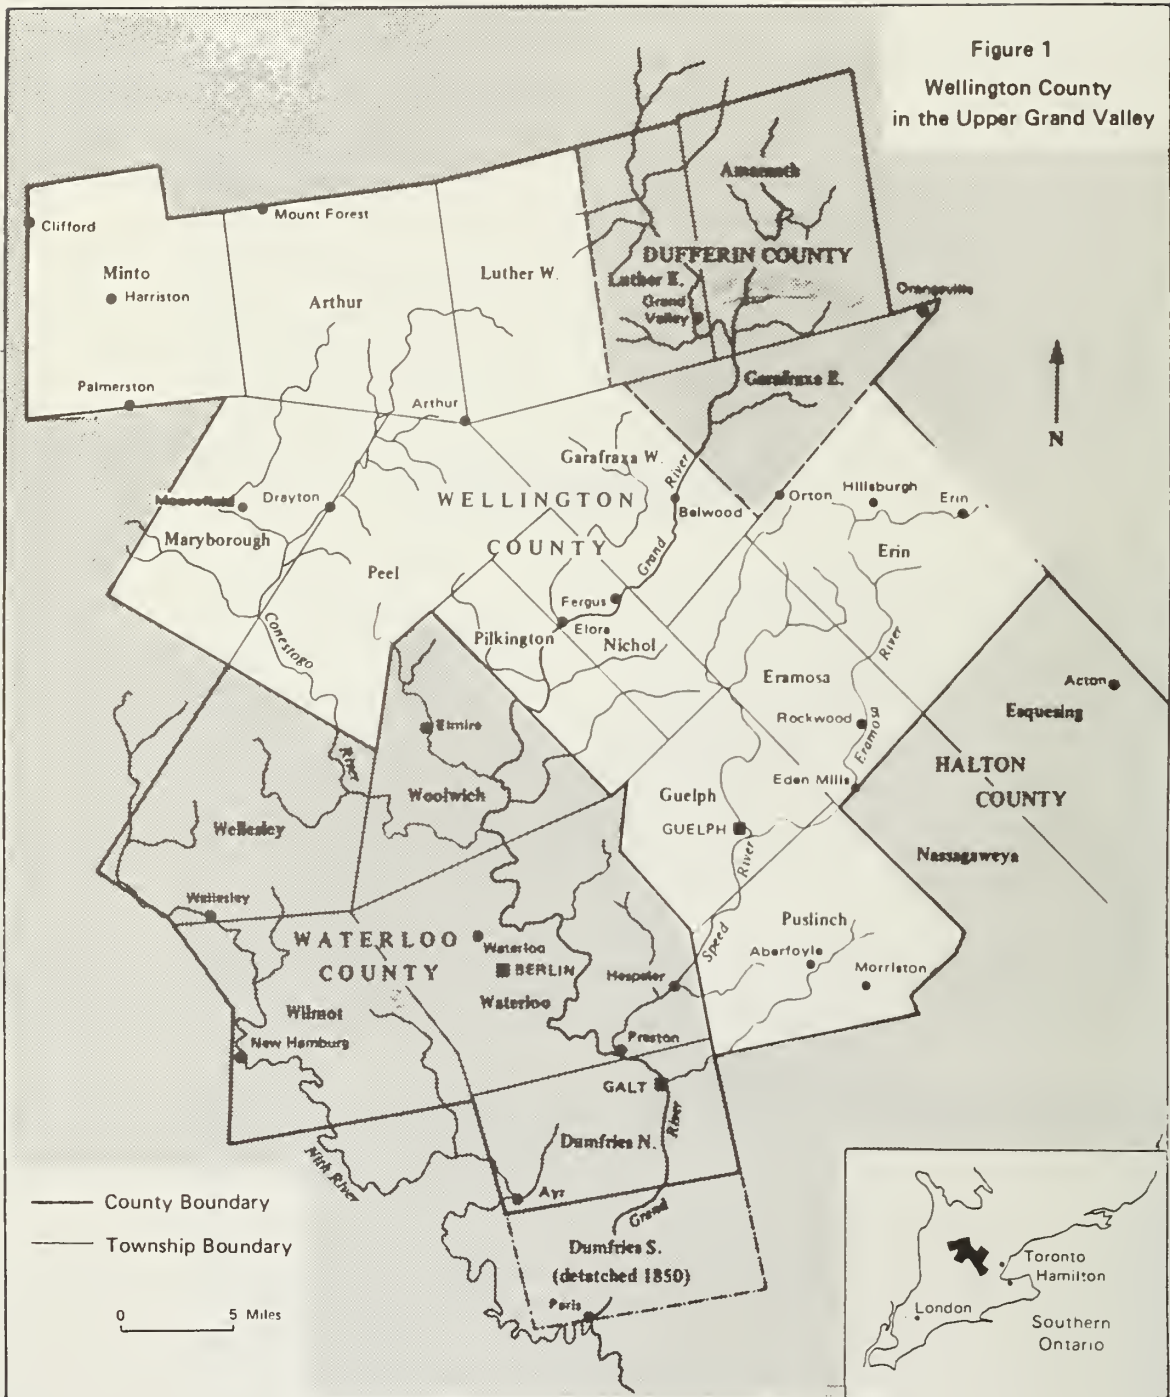 Figure 1
Wellington County
in the Upper Grand Valley
Amaranth
Clifford
Mount Forest
DUFFERIN COUNTY
Minto
Harriston
Luther W.
Luther E.
Grand
Valley
Orangeville
Arthur
Palmerston
Garafraxa E.
Arthur
N
Garafraxa W.
River
Moorefield
Drayton
WELLINGTON
Belwood
Orton
Hillsburgh
Erin
Maryborough
COUNTY
Grand
Erin
Peel
Fergus
Elora
Conestogo
Pilkington
Nichol
River
Eramosa
Acton
Elmira
Rockwood
Eramosa
Esquesing
River
Woolwich
Eden Mills
HALTON
COUNTY
Guelph
Wellesley
GUELPH
River
Nassagaweya
Wellesley
Puslinch
WATERLOO
COUNTY
Waterloo
Speed
Aberfoyle
BERLIN
Hespeler
Morriston
Waterloo
Wilmot
New Hamburg
Preston
GALT
River
Dumfries N.
Nith River
Ayr
Grand
County Boundary
Township Boundary
Dumfries S.
(detatched 1850)
Paris
0 5 Miles
Toronto
Hamilton
London
Southern
Ontario